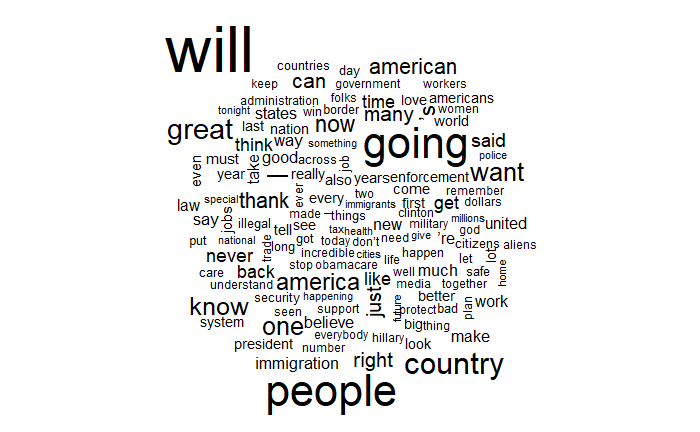 will
countries day american
can
keep government workers
administration folks time love americans
tonight states win border many 's women
great last nation now world
think way something going said
even must take good across job police
year — really also years enforcement want
law special thank ever every two come remember
immigrants first get dollars
say jobs made – things clinton millions
illegal tell see new military god united
put national trade long got tax health today don't need give 're citizens aliens
never incredible cities life happen let lot
care back stop obamacare well much safe home
understand america like media together
know security happening just future better plan work
seen support protect bad
system one believe big thing
everybody hillary make
president number look
immigration right country
people